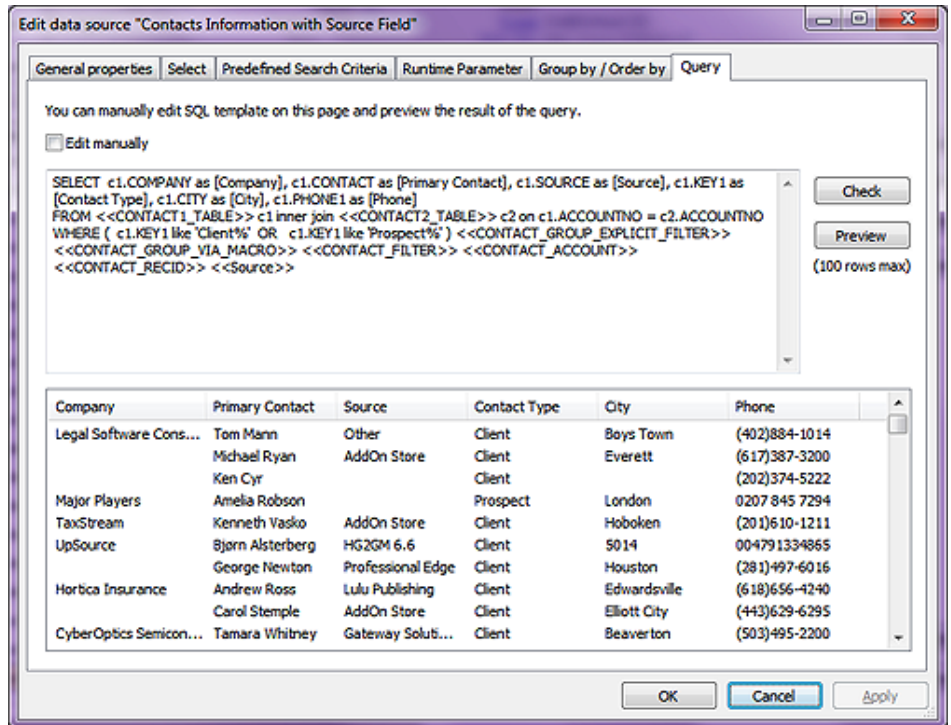 Edit data source "Contacts Information with Source Field"
General properties Select Predefined Search Criteria Runtime Parameter Group by / Order by Query
You can manually edit SQL template on this page and preview the result of the query.
Edit manually
SELECT c1.COMPANY as [Company], c1.CONTACT as [Primary Contact], c1.SOURCE as [Source], c1.KEY1 as
[Contact Type], c1.CITY as [City], c1.PHONE1 as [Phone]
FROM <<CONTACT1_TABLE>> c1 inner join <<CONTACT2_TABLE>> c2 on c1.ACCOUNTNO = c2.ACCOUNTNO
WHERE ( c1.KEY1 like 'Client%' OR c1.KEY1 like 'Prospect%' ) <<CONTACT_GROUP_EXPLICIT_FILTER>>
<<CONTACT_GROUP_VIA_MACRO>> <<CONTACT_FILTER>> <<CONTACT_ACCOUNT>>
<<CONTACT_RECID>> <<Source>>
Check
Preview
(100 rows max)
Company Primary Contact Source Contact Type City Phone
Legal Software Cons... Tom Mann Other Client Boys Town (402)884-1014
Michael Ryan AddOn Store Client Everett (617)387-3200
Ken Cyr Client (202)374-5222
Major Players Amelia Robson Prospect London 0207 845 7294
TaxStream Kenneth Vasko AddOn Store Client Hoboken (201)610-1211
UpSource Bjørn Alsterberg HG2GM 6.6 Client 5014 004791334865
George Newton Professional Edge Client Houston (281)497-6016
Hortica Insurance Andrew Ross Lulu Publishing Client Edwardsville (618)656-4240
Carol Stemple AddOn Store Client Elliott City (443)629-6295
CyberOptics Semicon... Tamara Whitney Gateway Soluti... Client Beaverton (503)495-2200
OK Cancel Apply